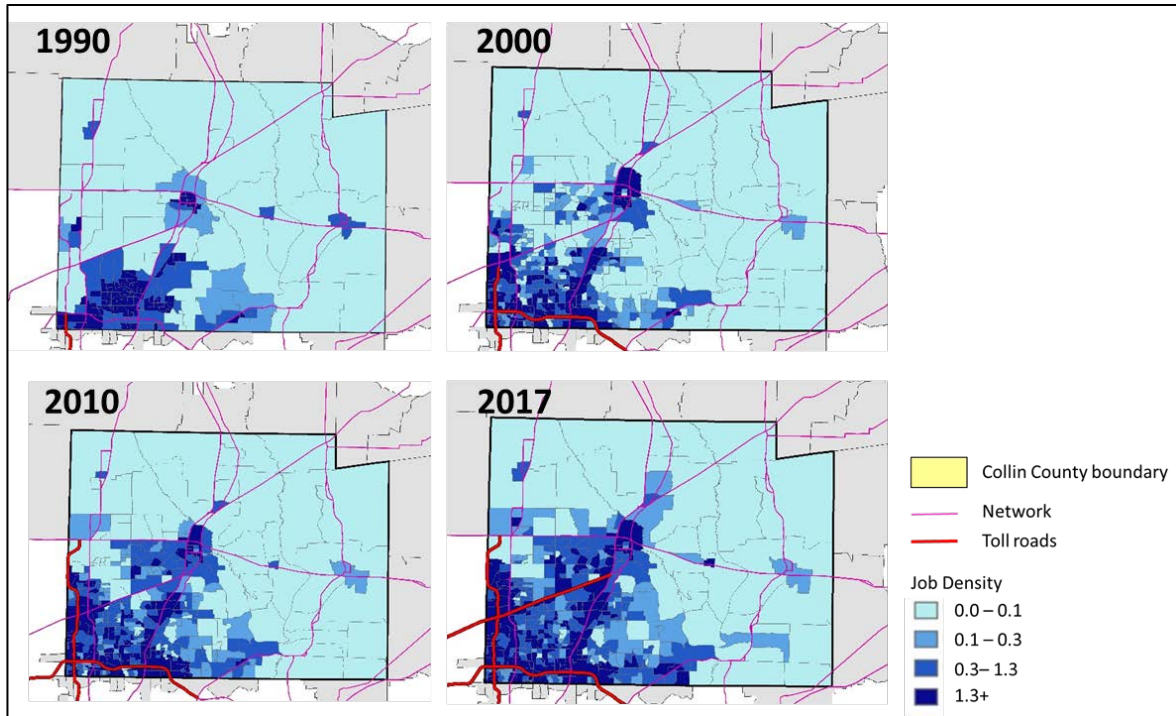 1990
2000
2010
2017
Collin County boundary
Network
Toll roads
Job Density
0.0 – 0.1
0.1 – 0.3
0.3– 1.3
1.3+